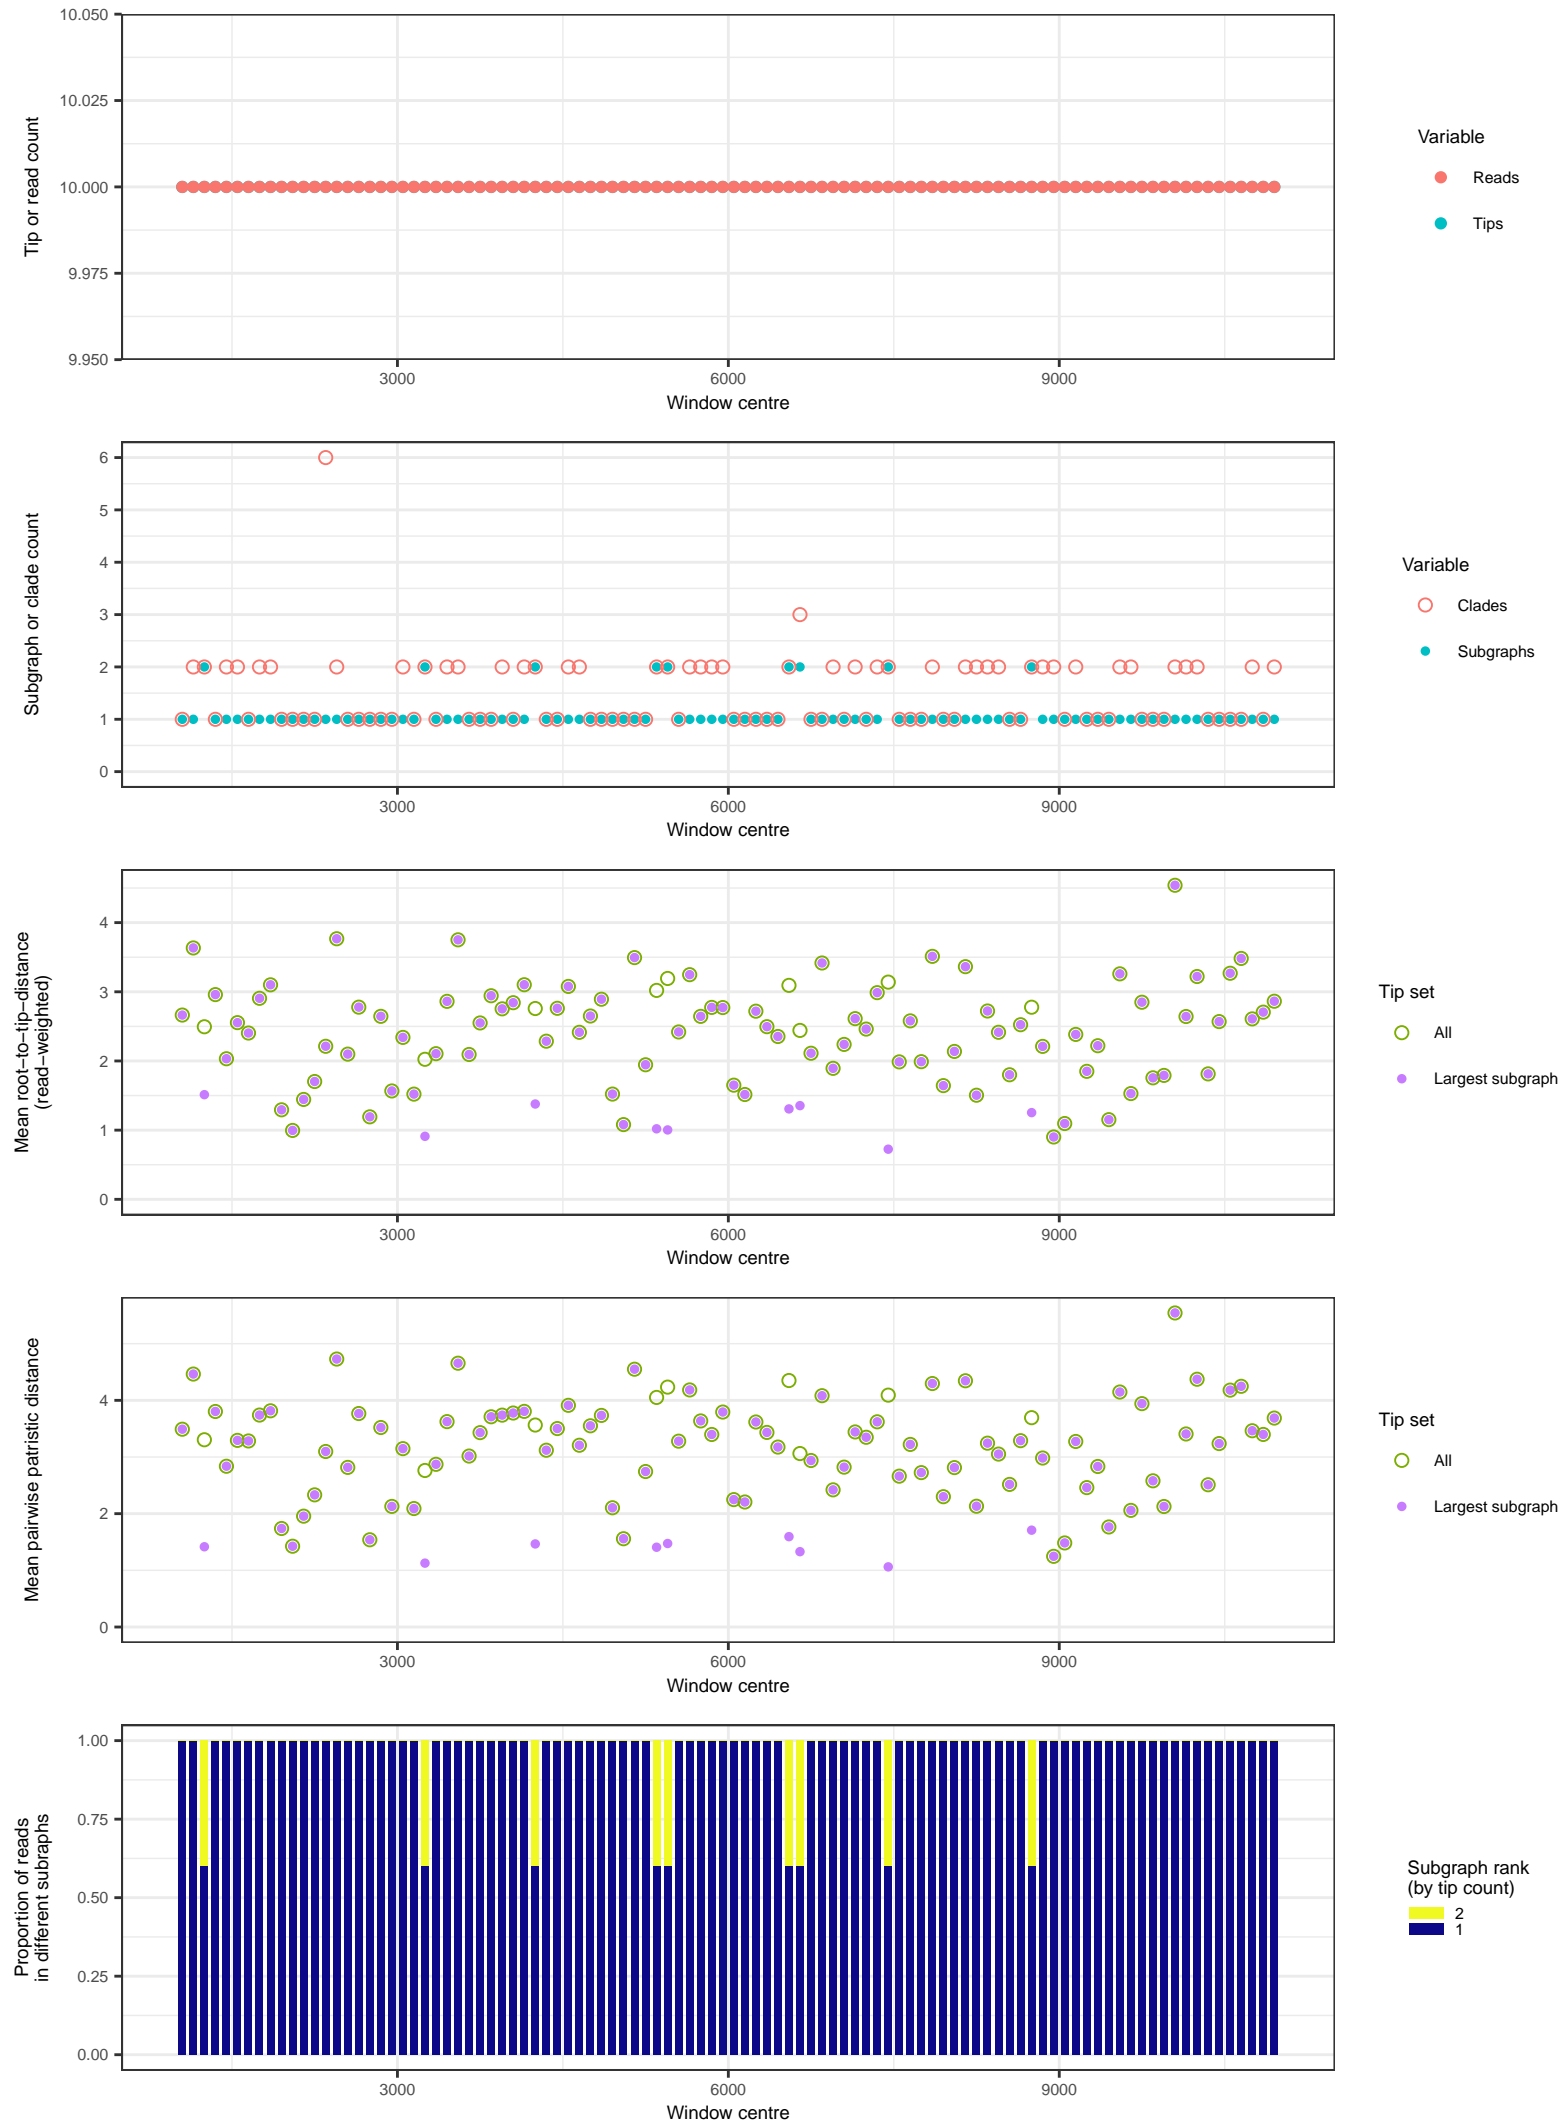 10.050
10.025
10.000
9.975
9.950
Tip or read count
3000
6000
9000
Window centre
Variable
Reads
Tips
6
5
4
3
2
1
0
Subgraph or clade count
3000
6000
9000
Window centre
Variable
Clades
Subgraphs
4
3
2
1
0
Mean root−to−tip−distance
(read−weighted)
3000
6000
9000
Window centre
Tip set
All
Largest subgraph
4
2
0
Mean pairwise patristic distance
3000
6000
9000
Window centre
Tip set
All
Largest subgraph
1.00
0.75
0.50
0.25
0.00
Proportion of reads
in different subraphs
3000
6000
9000
Window centre
Subgraph rank
(by tip count)
2
1